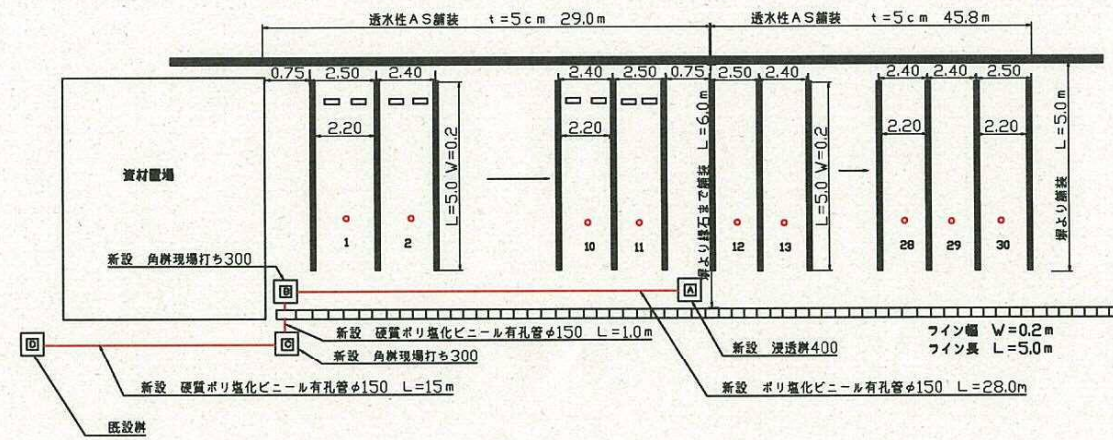 透水性AS舗装 t=5cm 29.0m
透水性AS舗装 t=5cm 45.8m
0.75 2.50 2.40
2.40 2.50 0.75 2.50 2.40
2.40 2.40 2.50
2.20
2.20
2.20
2.20
L=5.0 W=0.2
塀より縁石まで舗装 L=6.0m
L=5.0 W=0.2
塀より舗装 L=5.0m
資材置場
1 2 10 11 12 13 28 29 30
新設 角桝現場打ち300
B
A
新設 硬質ポリ塩化ビニール有孔管φ150 L=1.0m
ライン幅 W=0.2m
ライン長 L=5.0m
D
C
新設 角桝現場打ち300
新設 浸透桝400
新設 硬質ポリ塩化ビニール有孔管φ150 L=15m
新設 ポリ塩化ビニール有孔管φ150 L=28.0m
既設桝